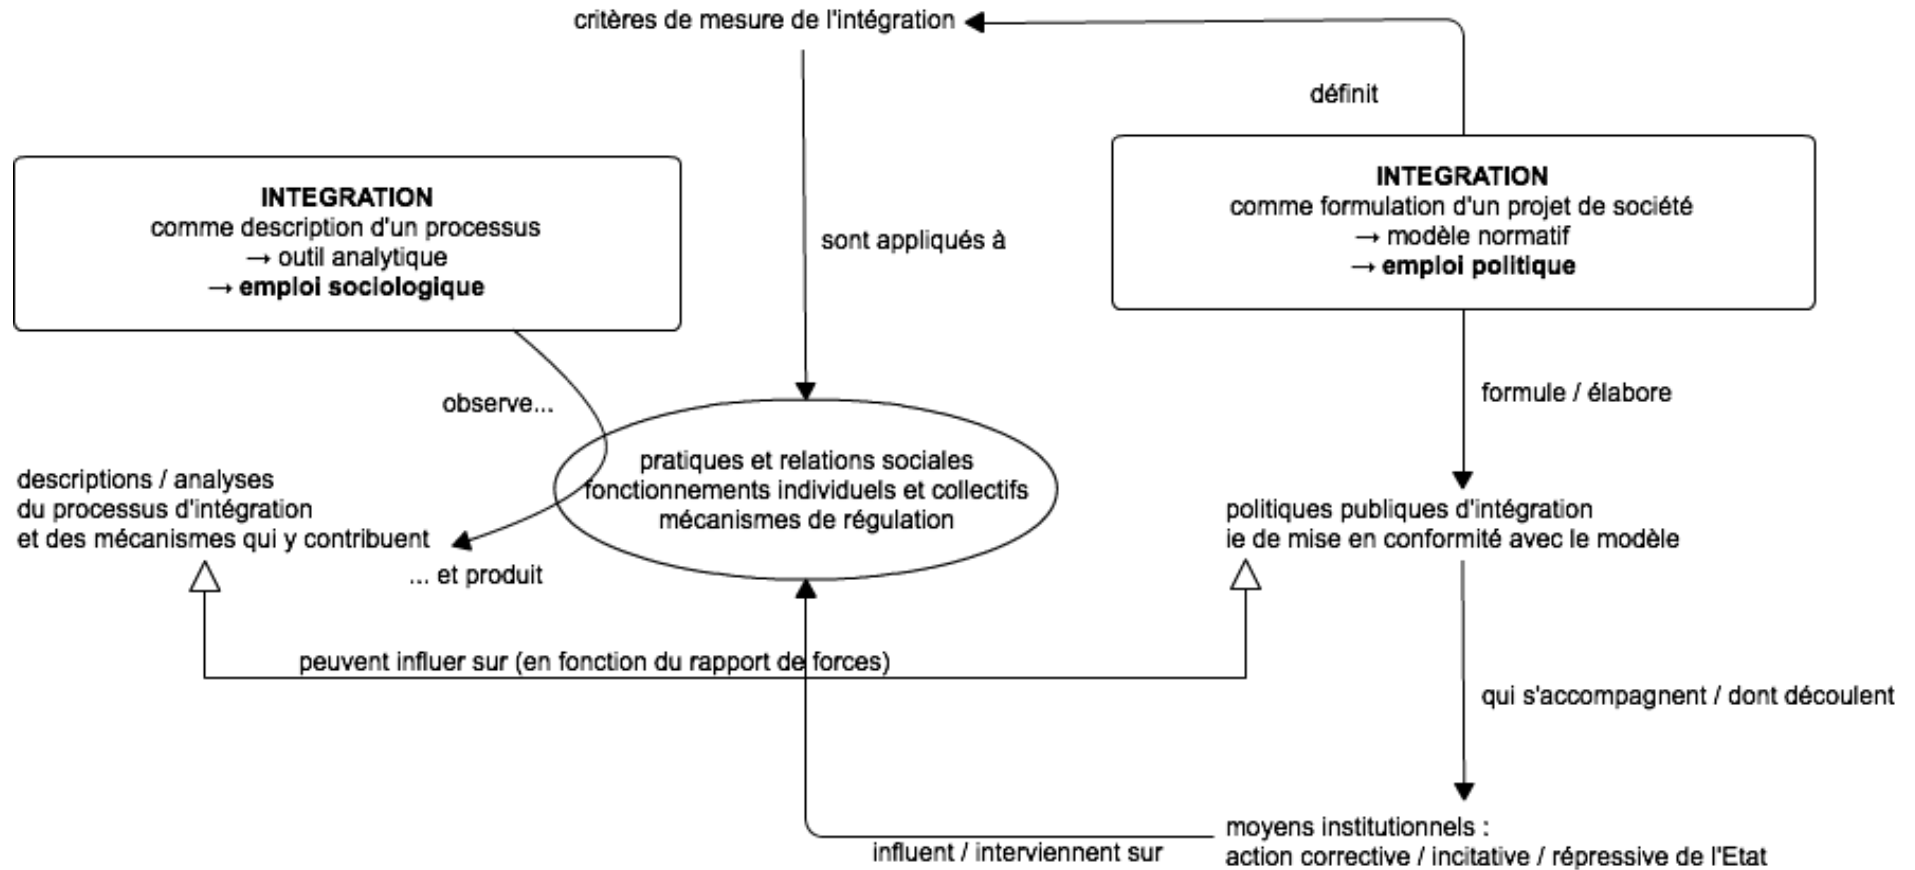 critères de mesure de l'intégration
définit
INTEGRATION
comme description d'un processus
→ outil analytique
→ emploi sociologique
sont appliqués à
INTEGRATION
comme formulation d'un projet de société
→ modèle normatif
→ emploi politique
observe...
formule / élabore
pratiques et relations sociales
fonctionnements individuels et collectifs
mécanismes de régulation
descriptions / analyses
du processus d'intégration
et des mécanismes qui y contribuent
... et produit
politiques publiques d'intégration
ie de mise en conformité avec le modèle
peuvent influer sur (en fonction du rapport de forces)
qui s'accompagnent / dont découlent
influent / interviennent sur
moyens institutionnels :
action corrective / incitative / répressive de l'Etat